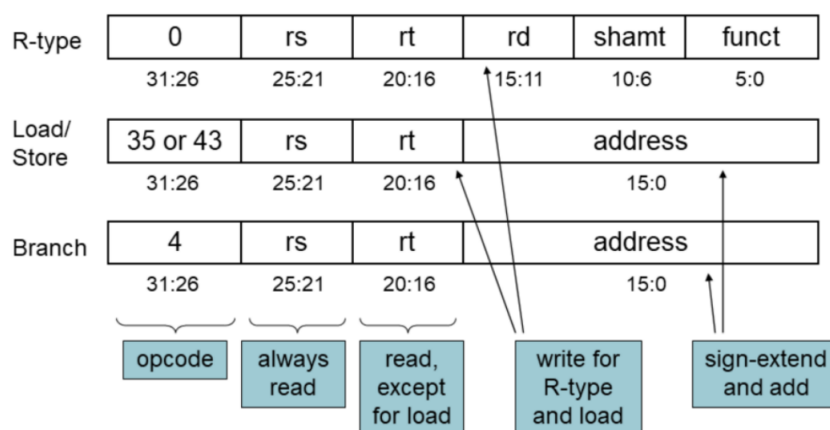 R-type 0 rs rt rd shamt funct
31:26 25:21 20:16 15:11 10:6 5:0
Load/
Store
35 or 43 rs rt address
31:26 25:21 20:16 15:0
Branch 4 rs rt address
31:26 25:21 20:16 15:0
opcode
always
read
read,
except
for load
write for
R-type
and load
sign-extend
and add